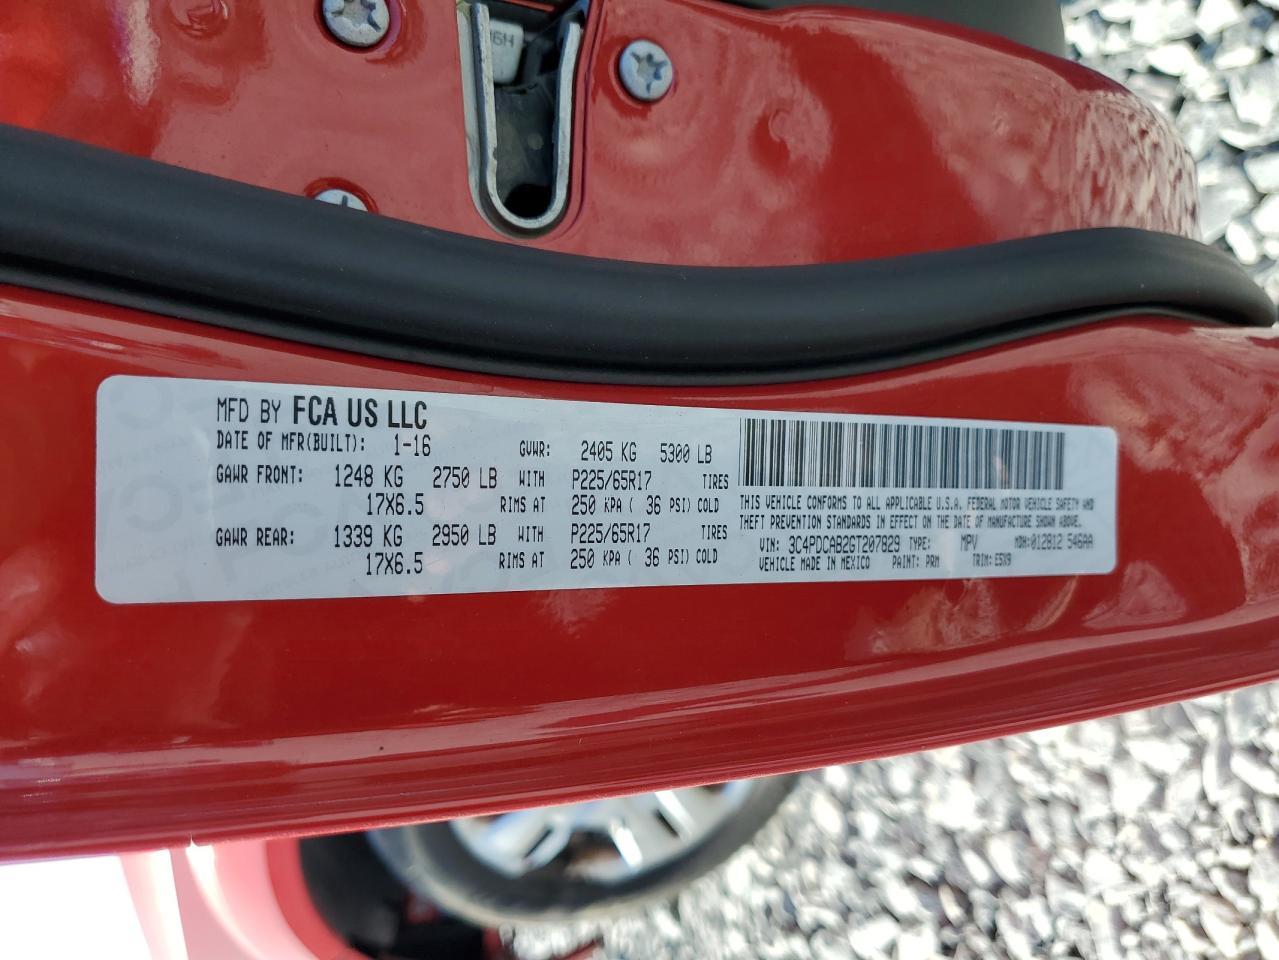 MFD BY FCA US LLC
DATE OF MFR(BUILT): 1-16 GVWR: 2405 KG 5300 LB
GAWR FRONT: 1248 KG 2750 LB WITH P225/65R17 TIRES
17X6.5 RIMS AT 250 KPA ( 36 PSI) COLD
GAWR REAR: 1339 KG 2950 LB WITH P225/65R17 TIRES
17X6.5 RIMS AT 250 KPA ( 36 PSI) COLD
THIS VEHICLE CONFORMS TO ALL APPLICABLE U.S.A. FEDERAL MOTOR VEHICLE SAFETY AND
THEFT PREVENTION STANDARDS IN EFFECT ON THE DATE OF MANUFACTURE SHOWN ABOVE.
VIN: 3C4PDCAB2GT207829 TYPE: MPV MDH:012812 546AA
VEHICLE MADE IN MEXICO PAINT: PRM TRIM: E5X9